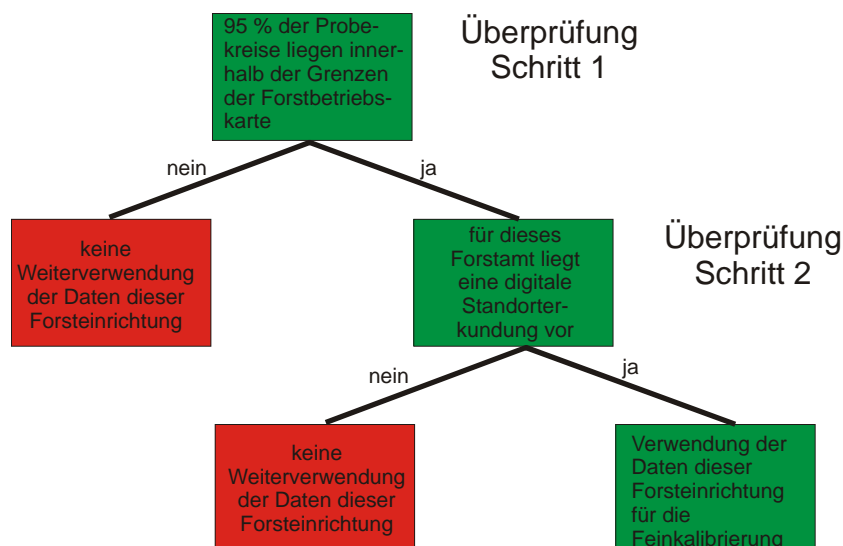 95 % der Probe-
kreise liegen inner-
halb der Grenzen
der Forstbetriebs-
karte
Überprüfung
Schritt 1
nein
ja
keine
Weiterverwendung
der Daten dieser
Forsteinrichtung
für dieses
Forstamt liegt
eine digitale
Standorter-
kundung vor
Überprüfung
Schritt 2
nein
ja
keine
Weiterverwendung
der Daten dieser
Forsteinrichtung
Verwendung der
Daten dieser
Forsteinrichtung
für die
Feinkalibrierung